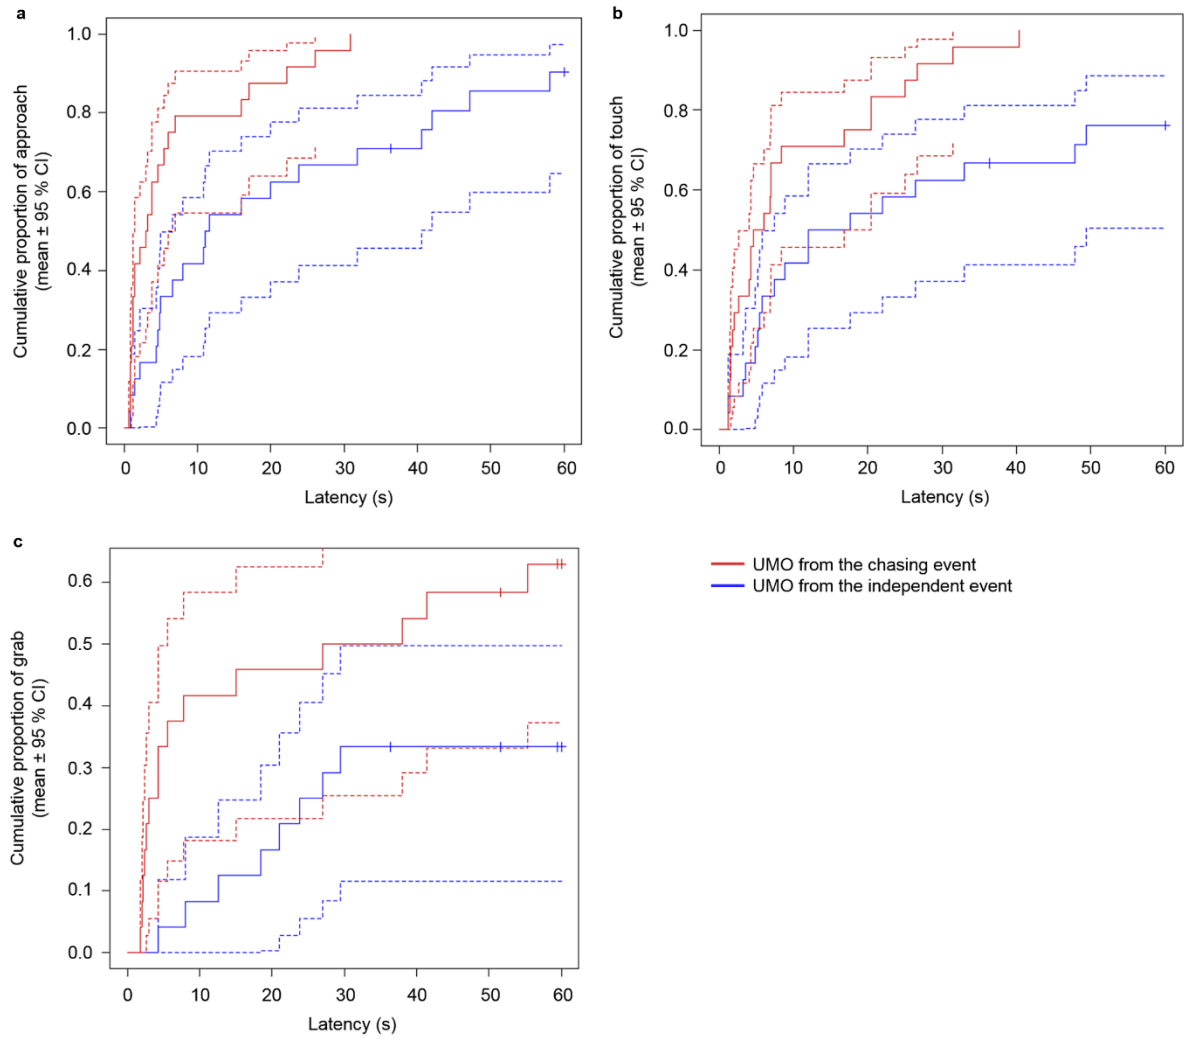 a
1.0
0.8
0.6
0.4
0.2
0.0
Cumulative proportion of approach
(mean ± 95 % CI)
0 10 20 30 40 50 60
Latency (s)
b
1.0
0.8
0.6
0.4
0.2
0.0
Cumulative proportion of touch
(mean ± 95 % CI)
0 10 20 30 40 50 60
Latency (s)
c
0.6
0.5
0.4
0.3
0.2
0.1
0.0
Cumulative proportion of grab
(mean ± 95 % CI)
0 10 20 30 40 50 60
Latency (s)
UMO from the chasing event
UMO from the independent event